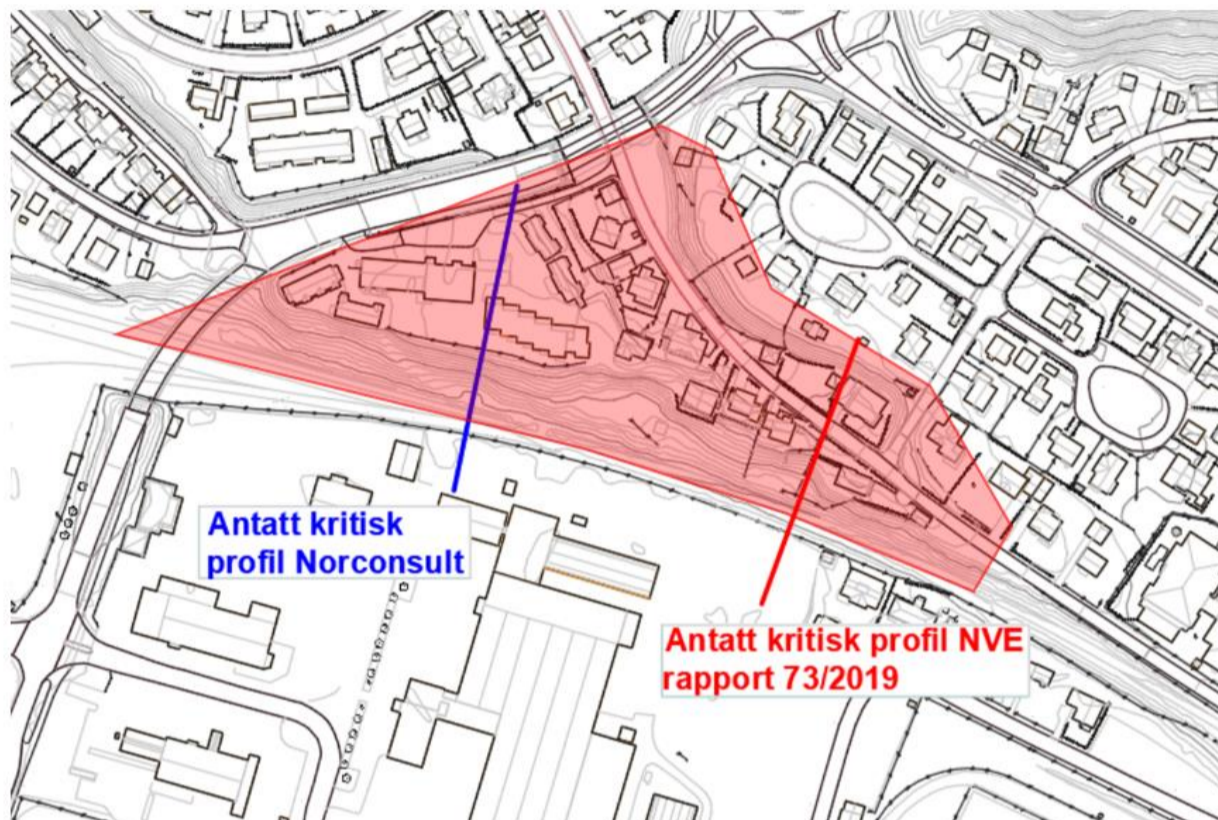 Antatt kritisk
profil Norconsult
Antatt kritisk profil NVE
rapport 73/2019